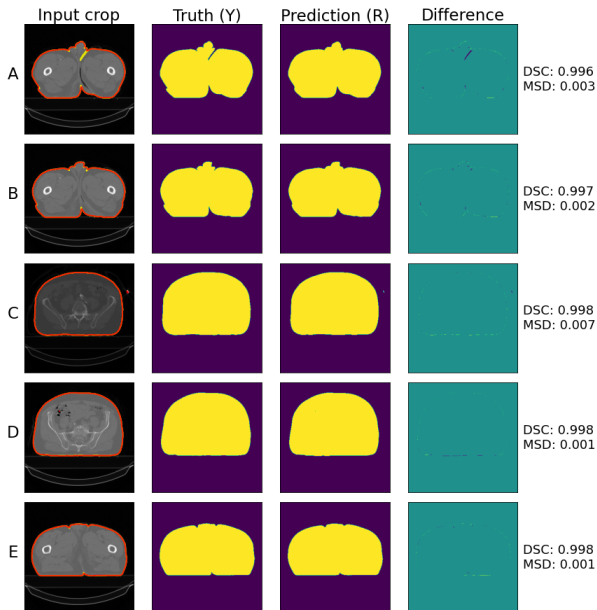 Input crop Truth (Y) Prediction (R) Difference
A
DSC: 0.996
MSD: 0.003
B
DSC: 0.997
MSD: 0.002
C
DSC: 0.998
MSD: 0.007
D
DSC: 0.998
MSD: 0.001
E
DSC: 0.998
MSD: 0.001